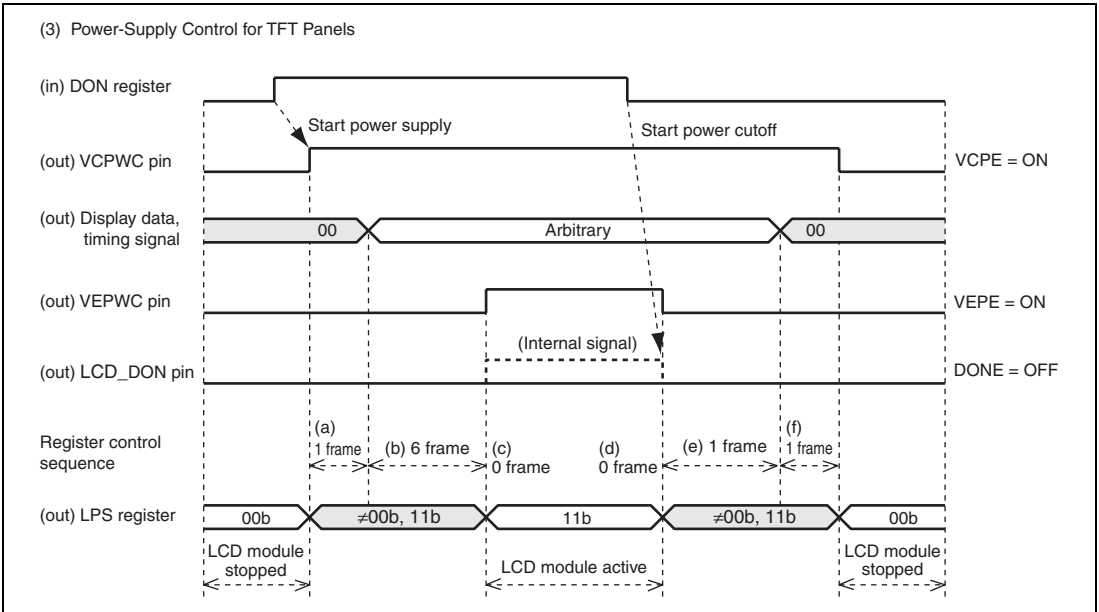 (3) Power-Supply Control for TFT Panels
(in) DON register
Start power supply
Start power cutoff
(out) VCPWC pin
VCPE = ON
(out) Display data,
timing signal
00
Arbitrary
00
(out) VEPWC pin
VEPE = ON
(Internal signal)
(out) LCD_DON pin
DONE = OFF
Register control
sequence
(a)
1 frame
(b) 6 frame
(c)
0 frame
(d)
0 frame
(e) 1 frame
(f)
1 frame
(out) LPS register
00b
≠00b, 11b
11b
≠00b, 11b
00b
LCD module
stopped
LCD module active
LCD module
stopped